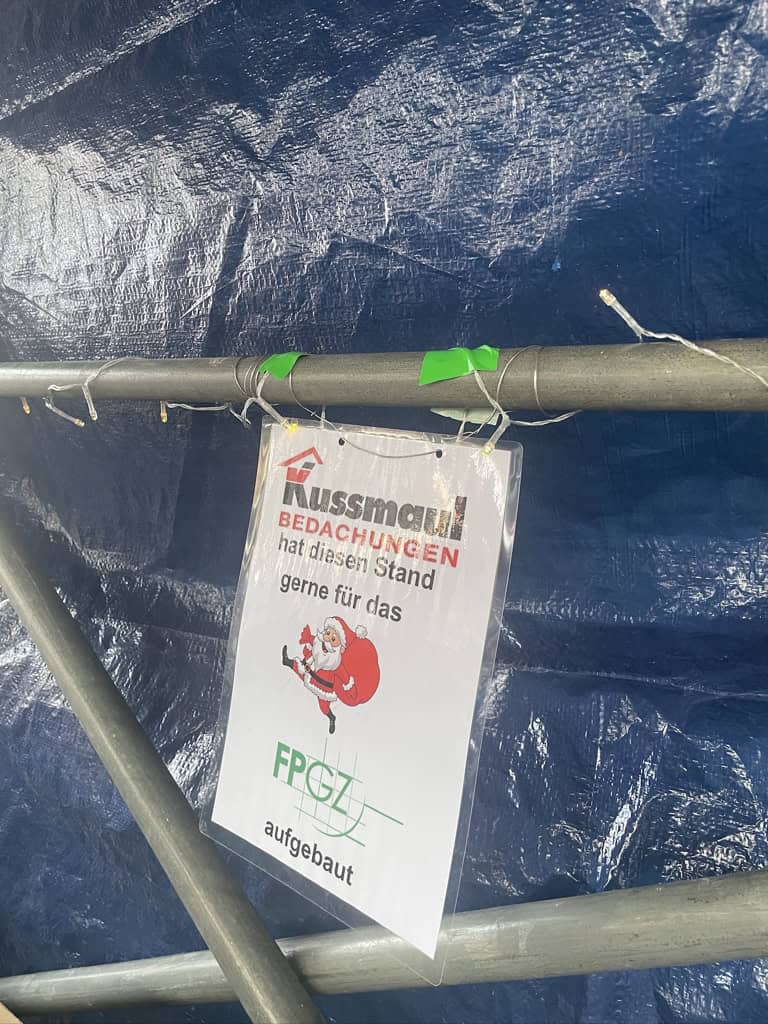 Kussmaul
BEDACHUNGEN
hat diesen Stand
gerne für das
FPGZ
aufgebaut